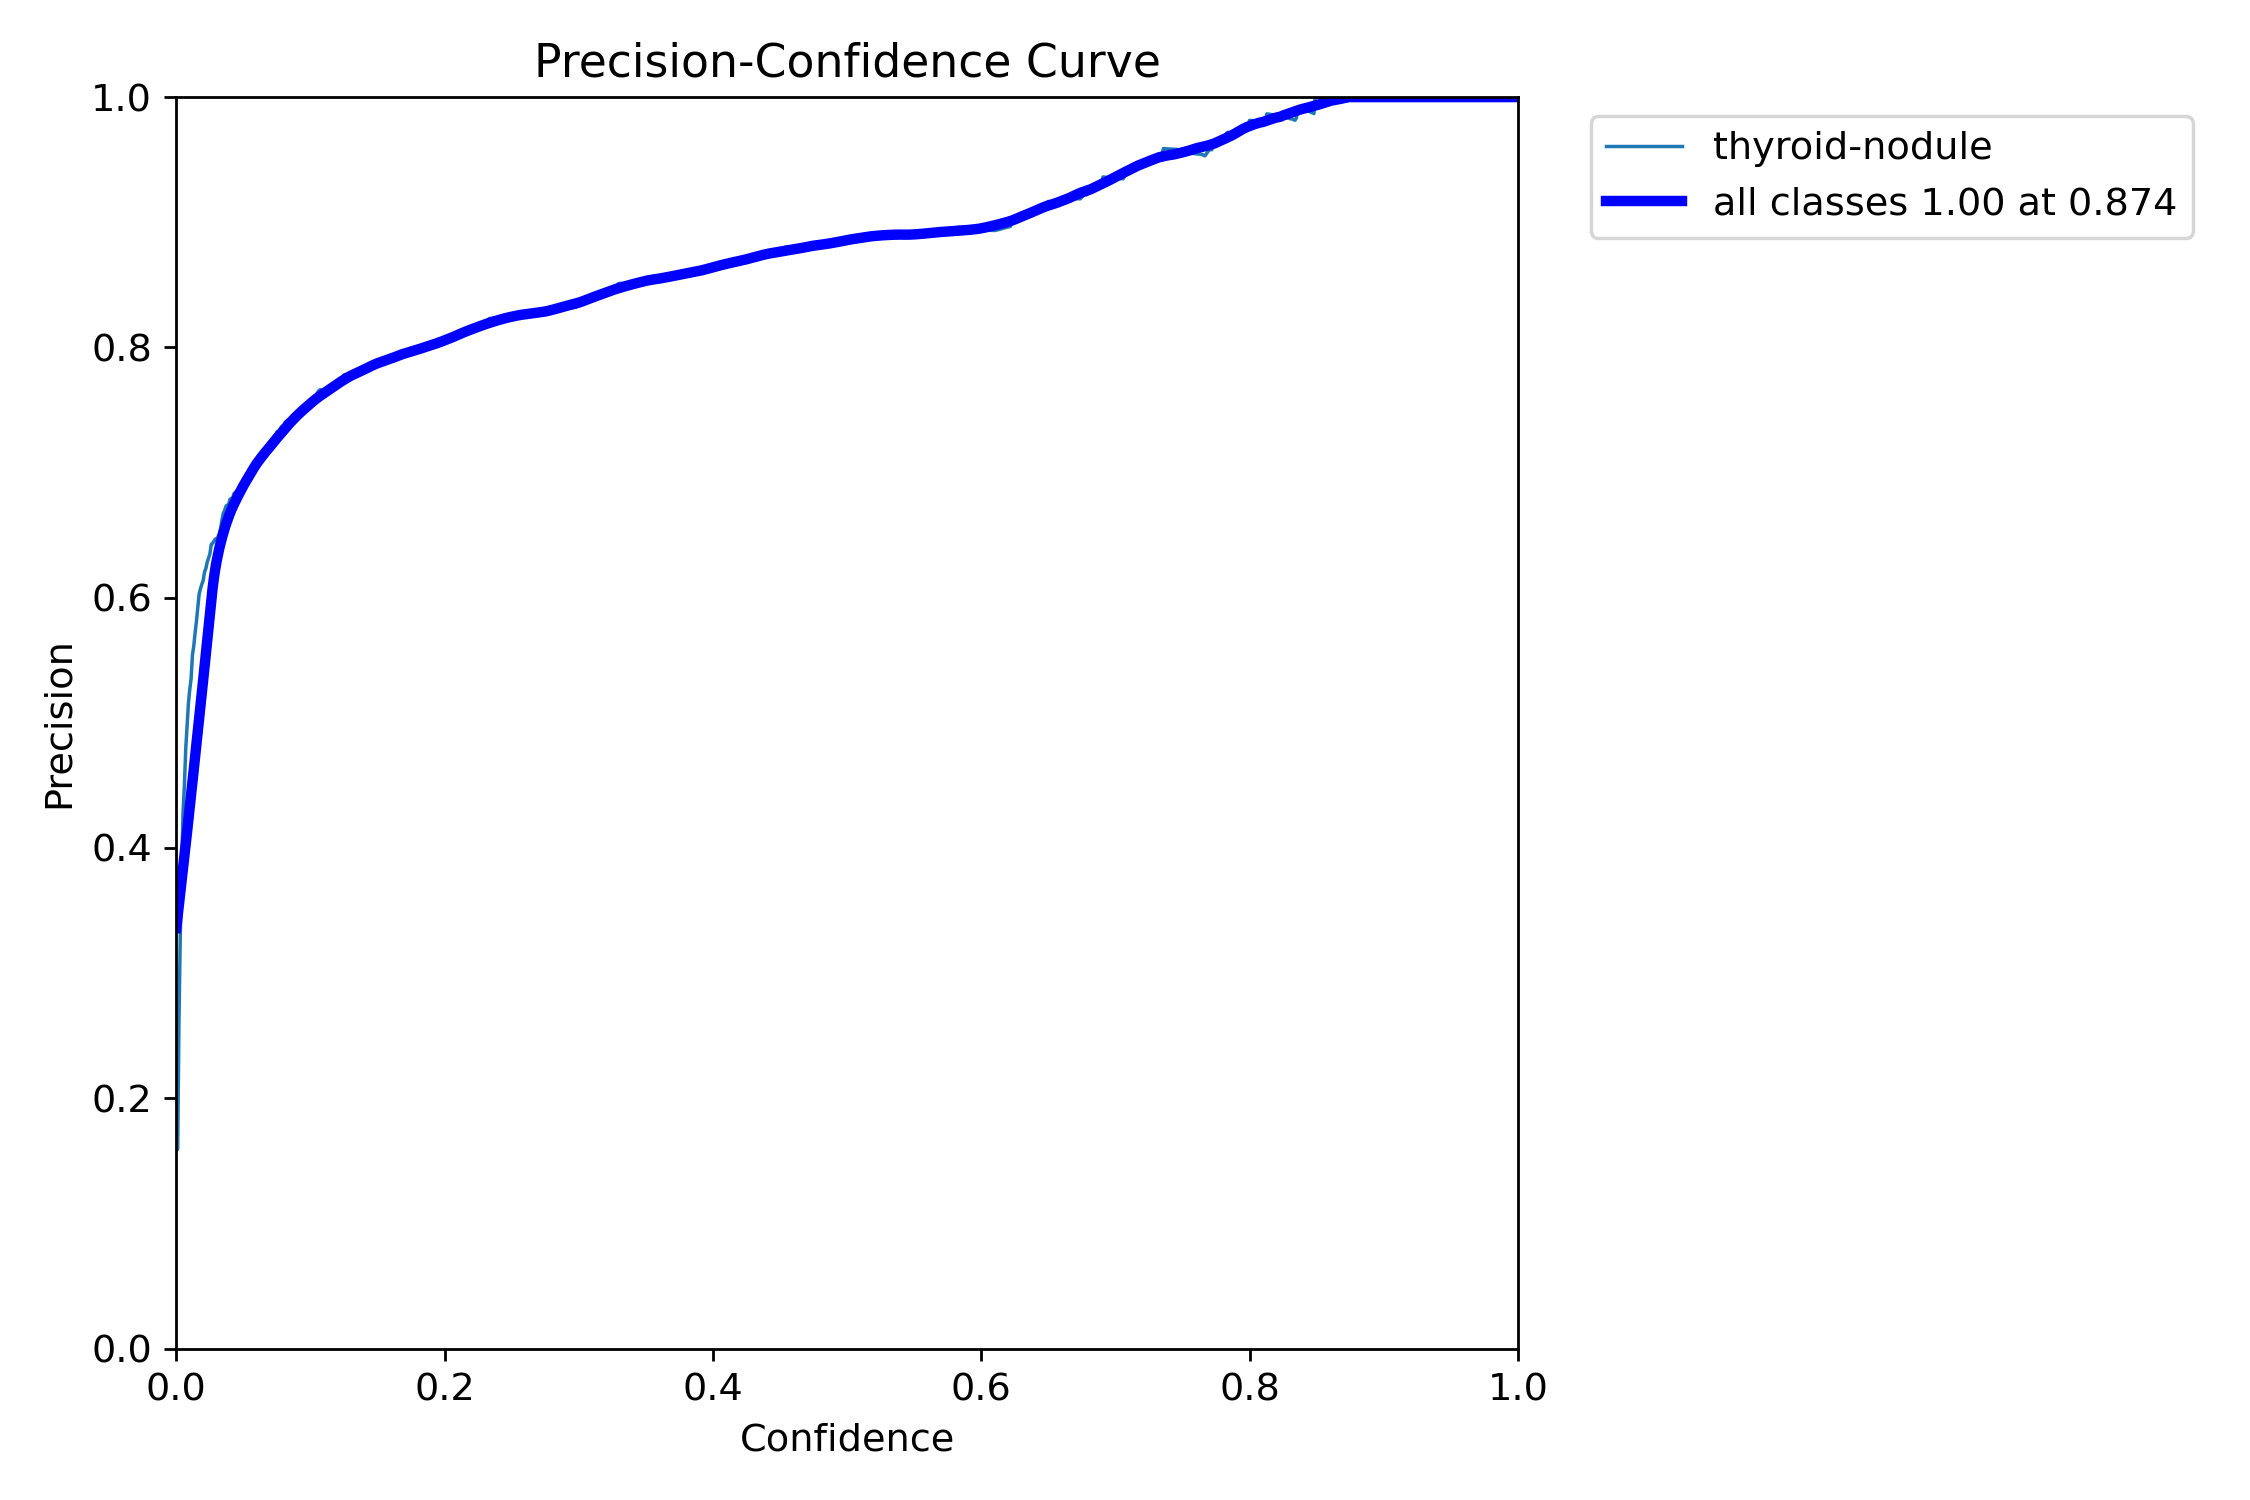 Precision-Confidence Curve
1.0
0.8
0.6
0.4
0.2
0.0
Precision
0.0 0.2 0.4 0.6 0.8 1.0
Confidence
thyroid-nodule
all classes 1.00 at 0.874